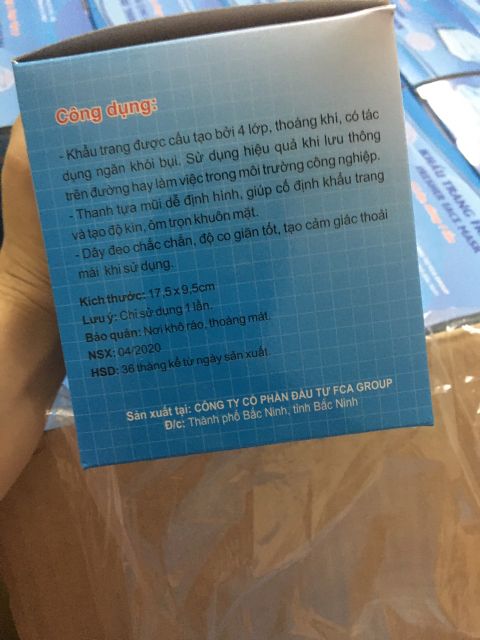 Công dụng:
- Khẩu trang được cấu tạo bởi 4 lớp, thoáng khí, có tác
dụng ngăn khói bụi. Sử dụng hiệu quả khi lưu thông
trên đường hay làm việc trong môi trường công nghiệp.
- Thanh tựa mũi dễ định hình, giúp cố định khẩu trang
và tạo độ kín, ôm trọn khuôn mặt.
- Dây đeo chắc chắn, độ co giãn tốt, tạo cảm giác thoải
mái khi sử dụng.
Kích thước: 17,5 x 9,5cm
Lưu ý: Chỉ sử dụng 1 lần.
Bảo quản: Nơi khô ráo, thoáng mát.
NSX: 04/2020
HSD: 36 tháng kể từ ngày sản xuất
Sản xuất tại: CÔNG TY CỔ PHẦN ĐẦU TƯ FCA GROUP
Đ/c: Thành phố Bắc Ninh, tỉnh Bắc Ninh
KHẨU TRANG
PREMIER FACE MASK